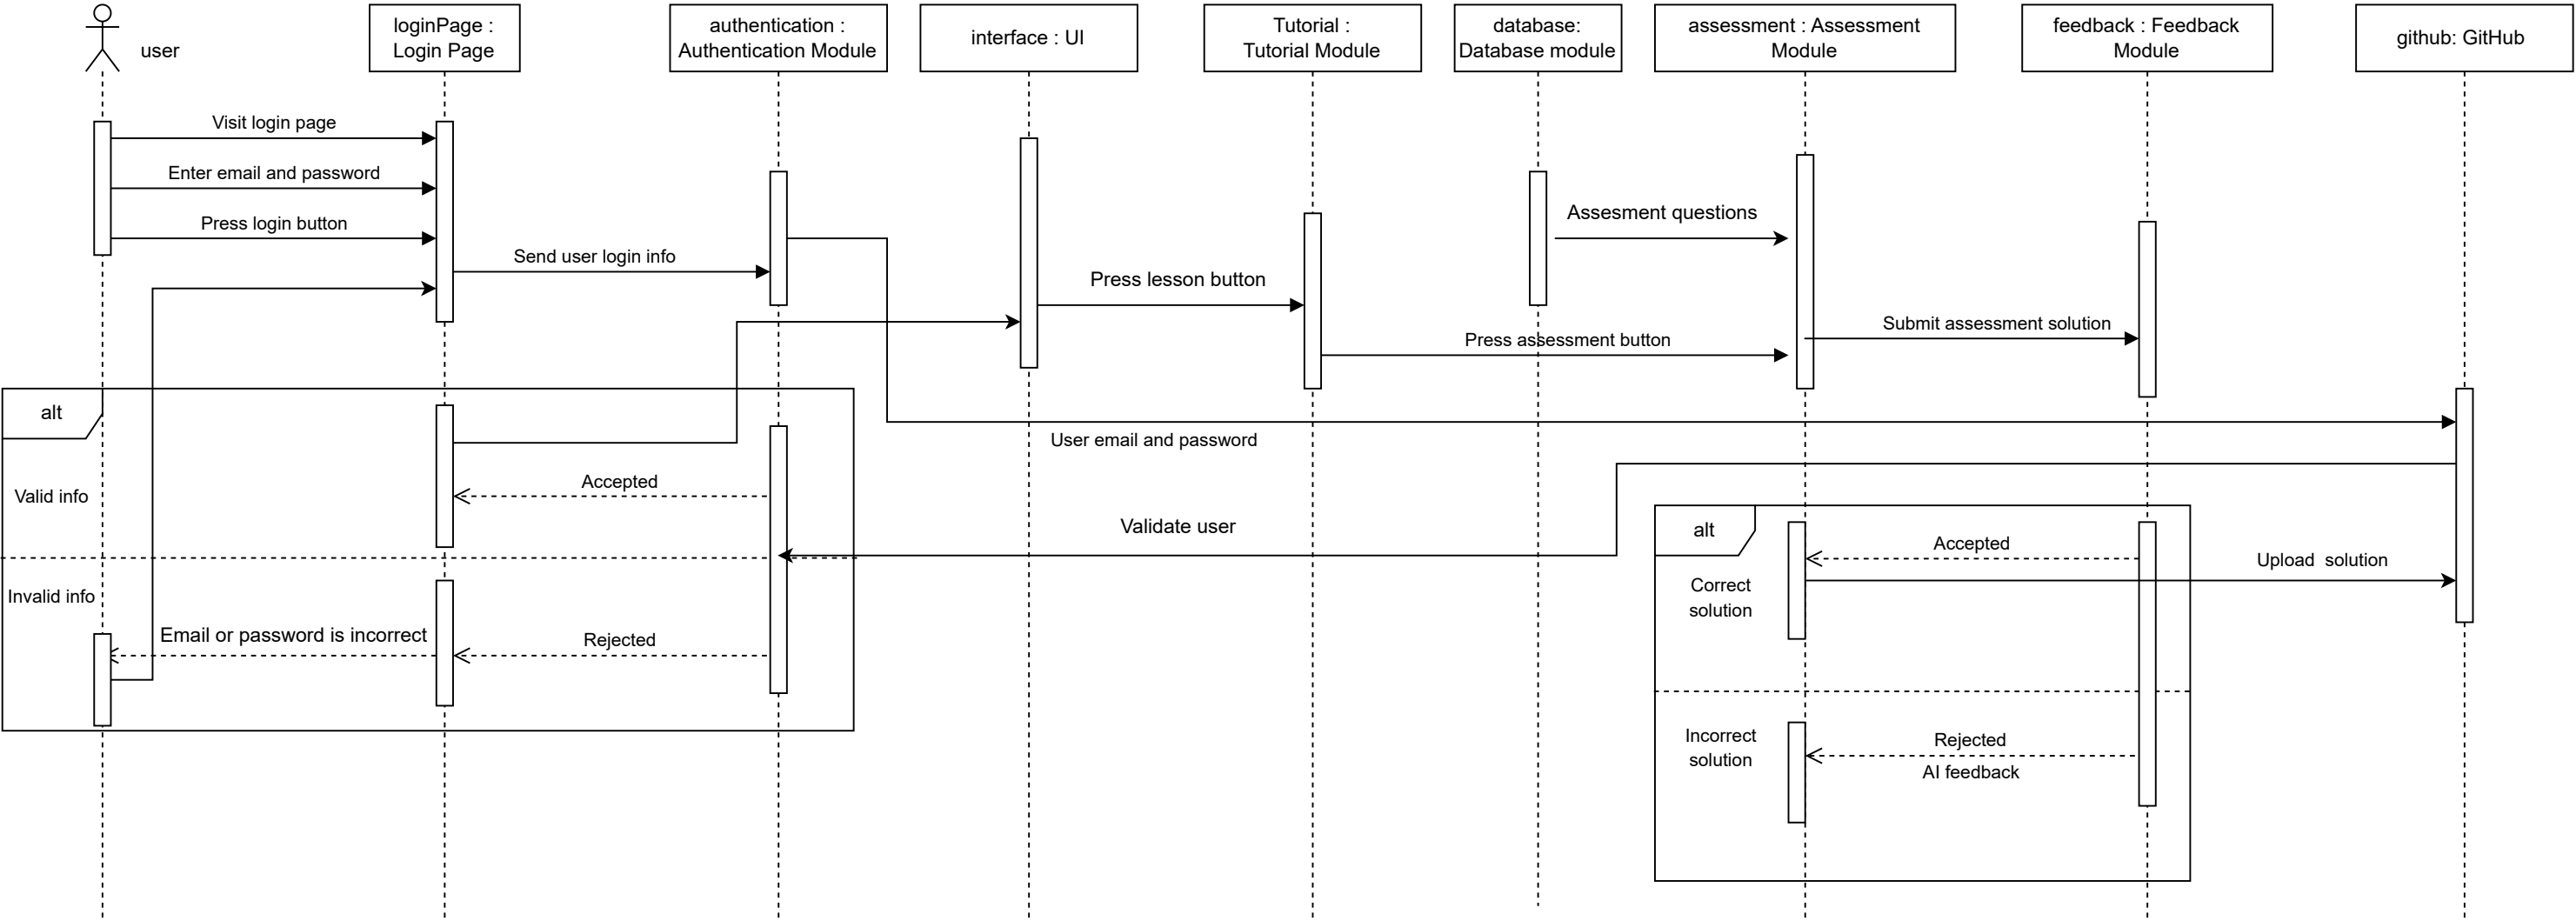 user
loginPage :
Login Page
authentication :
Authentication Module
interface : UI
Tutorial :
Tutorial Module
database:
Database module
assessment : Assessment
Module
feedback : Feedback
Module
github: GitHub
Visit login page
Enter email and password
Press login button
Send user login info
Press lesson button
Assesment questions
Press assessment button
Submit assessment solution
alt
User email and password
Valid info
Accepted
Validate user
Invalid info
Email or password is incorrect
Rejected
alt
Accepted
Correct
solution
Upload  solution
Incorrect
solution
Rejected
AI feedback